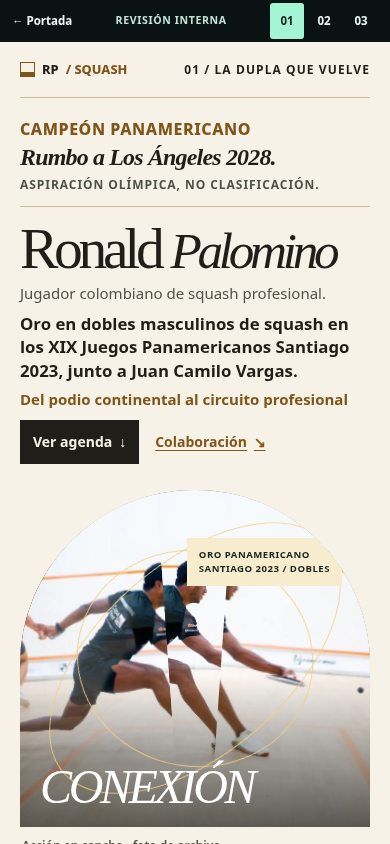 ← Portada
REVISIÓN INTERNA
01
02
03
RP / SQUASH
01 / LA DUPLA QUE VUELVE
CAMPEÓN PANAMERICANO
Rumbo a Los Ángeles 2028.
ASPIRACIÓN OLÍMPICA, NO CLASIFICACIÓN.
Ronald Palomino
Jugador colombiano de squash profesional.
Oro en dobles masculinos de squash en
los XIX Juegos Panamericanos Santiago
2023, junto a Juan Camilo Vargas.
Del podio continental al circuito profesional
Ver agenda ↓
Colaboración ↘
ORO PANAMERICANO
SANTIAGO 2023 / DOBLES
CONEXIÓN